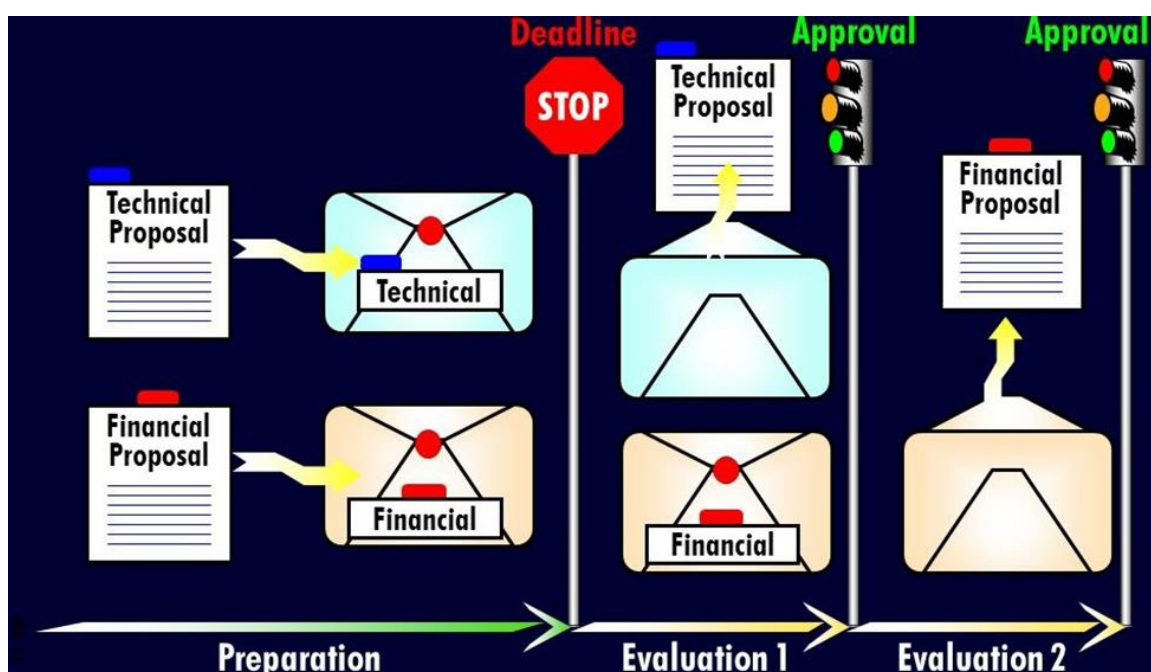 Deadline
Approval
Approval
STOP
Technical
Proposal
Technical
Proposal
Financial
Proposal
Technical
Financial
Proposal
Financial
Financial
Preparation
Evaluation 1
Evaluation 2